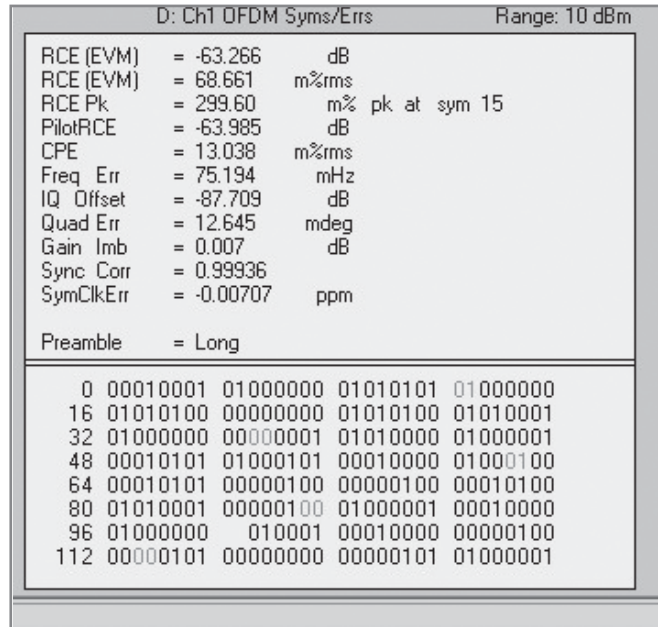 D: Ch1 OFDM Syms/Errs Range: 10 dBm
RCE (EVM) = -63.266 dB
RCE (EVM) = 68.661 m%rms
RCE Pk = 299.60 m% pk at sym 15
PilotRCE = -63.985 dB
CPE = 13.038 m%rms
Freq Err = 75.194 mHz
IQ Offset = -87.709 dB
Quad Err = 12.645 mdeg
Gain Imb = 0.007 dB
Sync Corr = 0.99936
SymClkErr = -0.00707 ppm
Preamble = Long
0 00010001 01000000 01010101 01000000
16 01010100 00000000 01010100 01010001
32 01000000 00000001 01010000 01000001
48 00010101 01000101 00010000 01000100
64 00010101 00000100 00000100 00010100
80 01010001 00000100 01000001 00010000
96 01000000 010001 00010000 00000100
112 00000101 00000000 00000101 01000001